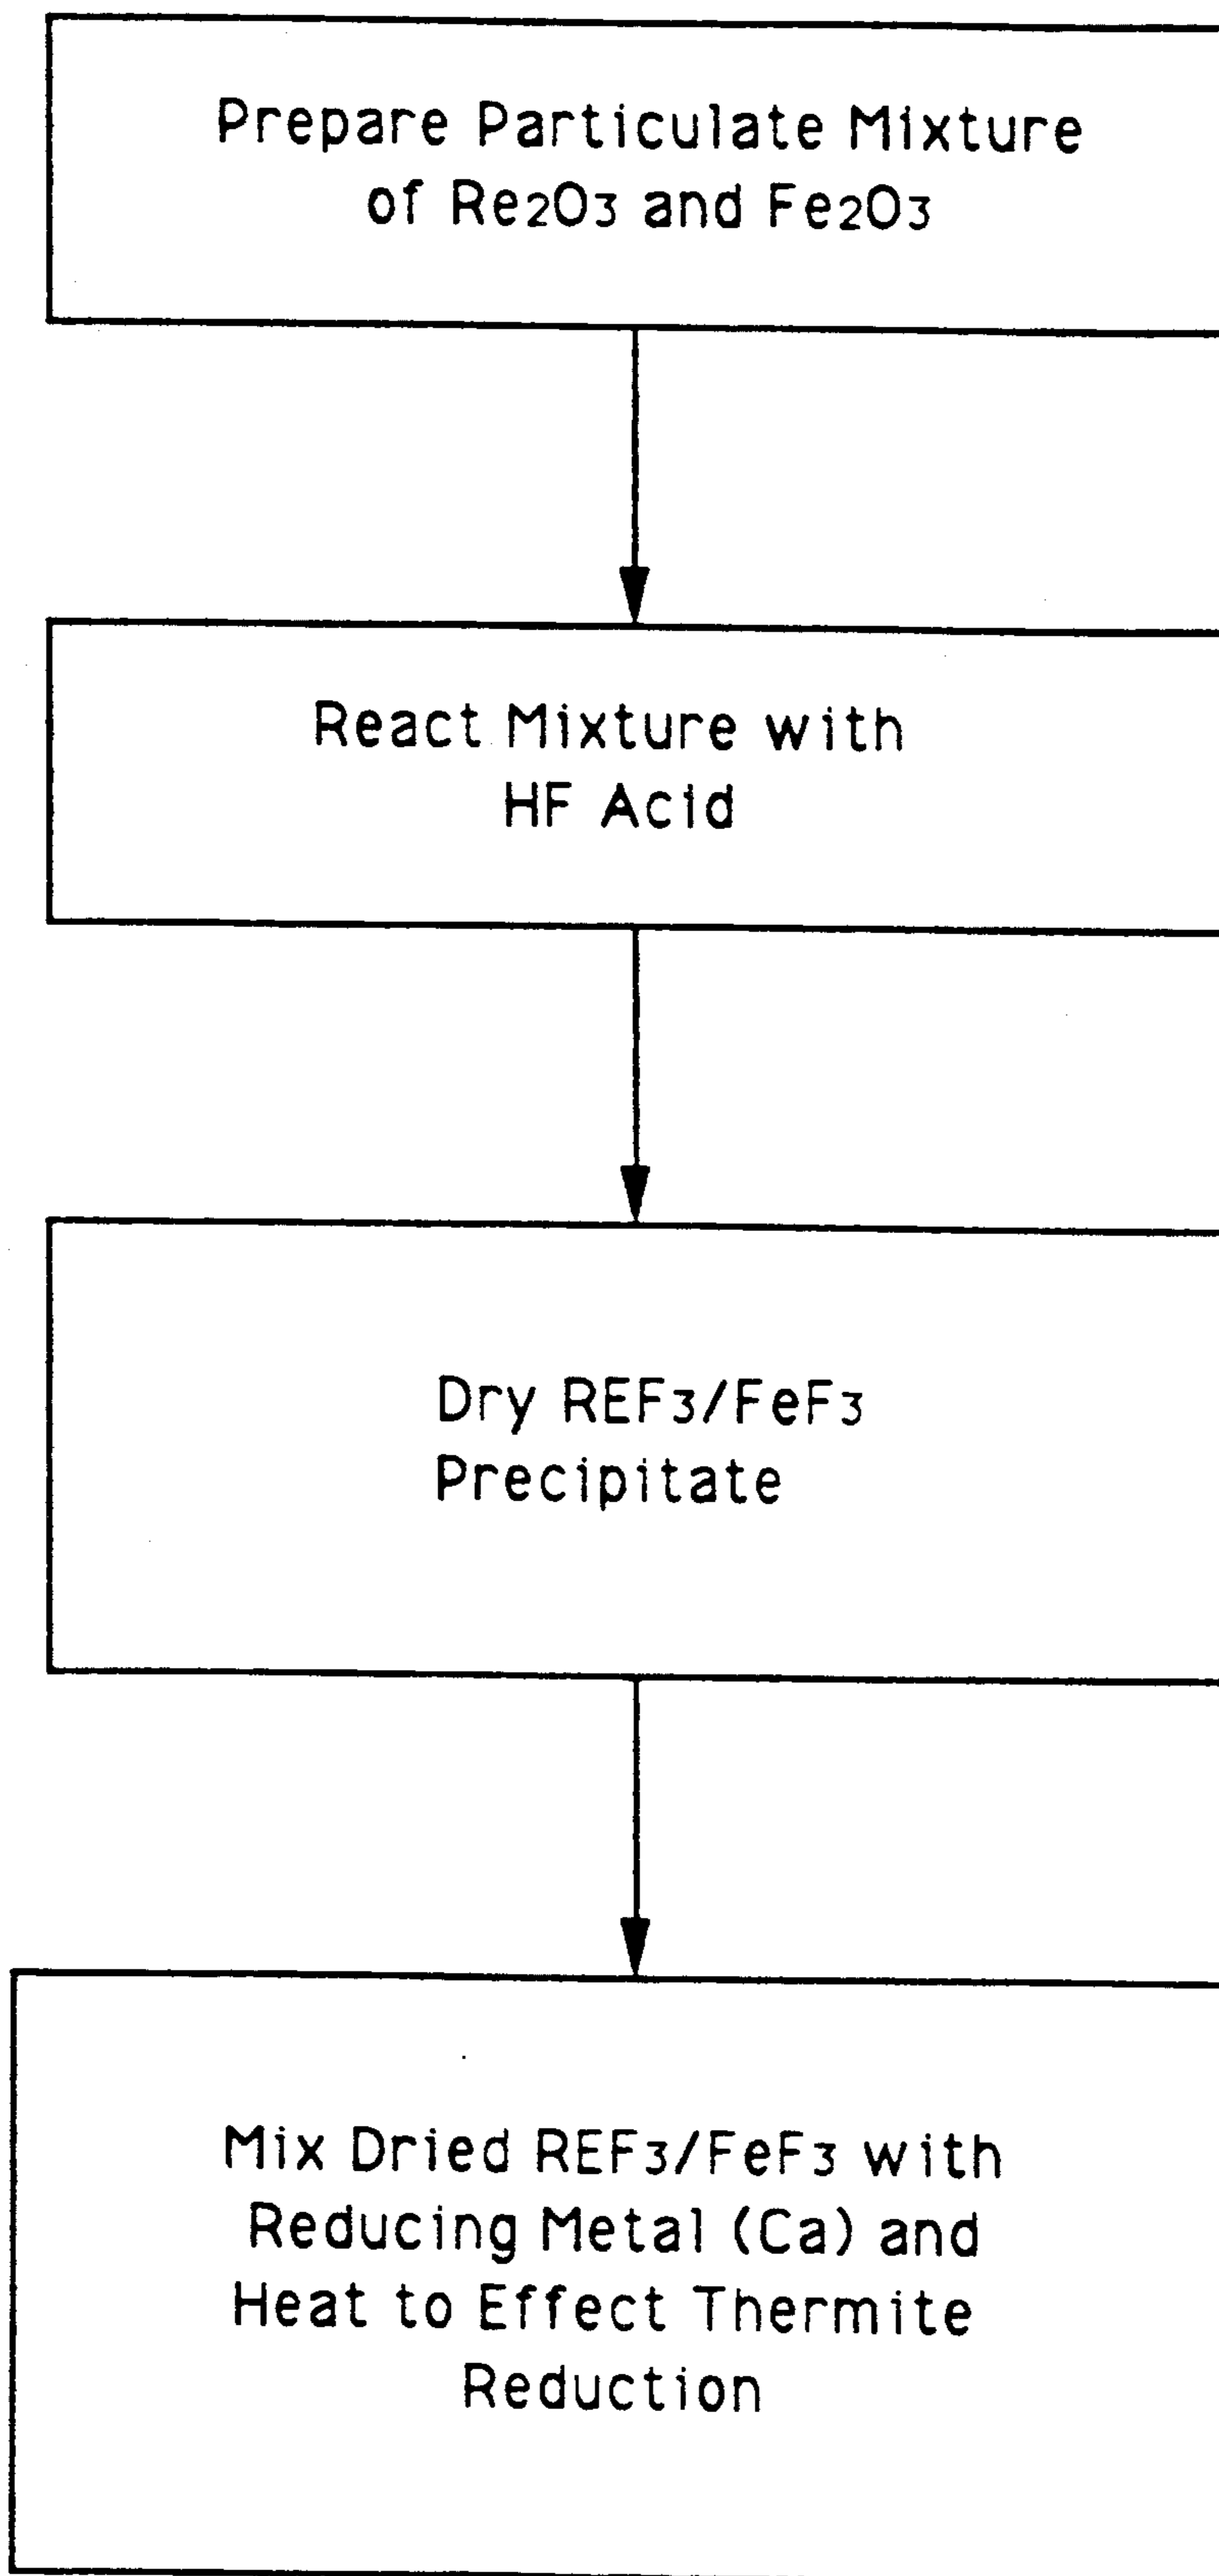 Prepare Particulate Mixture
of Re2O3 and Fe2O3
React Mixture with
HF Acid
Dry REF3/FeF3
Precipitate
Mix Dried REF3/FeF3 with
Reducing Metal (Ca) and
Heat to Effect Thermite
Reduction